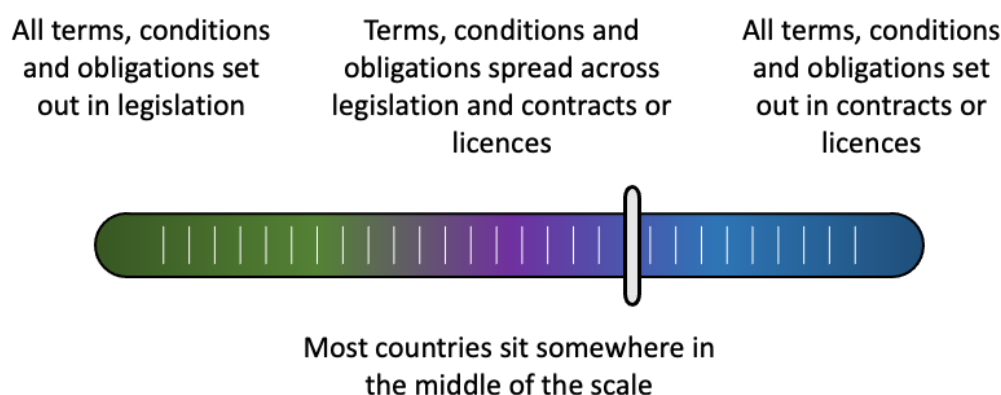 All terms, conditions
and obligations set
out in legislation
Terms, conditions and
obligations spread across
legislation and contracts or
licences
All terms, conditions
and obligations set
out in contracts or
licences
Most countries sit somewhere in
the middle of the scale